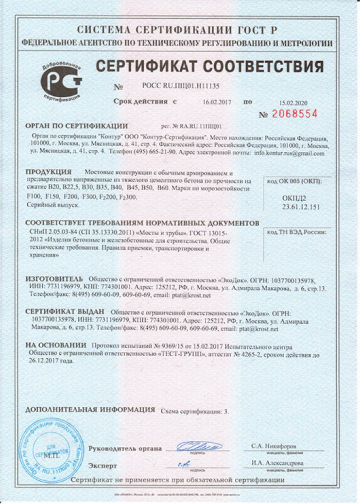 СИСТЕМА СЕРТИФИКАЦИИ ГОСТ Р
ФЕДЕРАЛЬНОЕ АГЕНТСТВО ПО ТЕХНИЧЕСКОМУ РЕГУЛИРОВАНИЮ И МЕТРОЛОГИИ
Добровольная
сертификация
СЕРТИФИКАТ СООТВЕТСТВИЯ
№ РОСС RU.ПЩ01.Н11135
Срок действия с 16.02.2017 по 15.02.2020
№ 2068554
ОРГАН ПО СЕРТИФИКАЦИИ рег. № RA.RU.11ПЩ01
Орган по сертификации "Контур" ООО "Контур-Сертификация". Место нахождения: Российская Федерация,
101000, г. Москва, ул. Мясницкая, д. 41, стр. 4. Фактический адрес: Российская Федерация, 101000, г. Москва,
ул. Мясницкая, д. 41, стр. 4. Телефон (495) 665-21-90. Адрес электронной почты: info.kontur.rus@gmail.com
ПРОДУКЦИЯ Мостовые конструкции с обычным армированием и
предварительно напряженные из тяжелого цементного бетона по прочности на
сжатие В20, В22,5, В30, В35, В40, В45, В50, В60. Марки по морозостойкости
F100, F150, F200, F300, F₂200, F₂300.
Серийный выпуск
код ОК 005 (ОКП):
ОКПД2
23.61.12.151
СООТВЕТСТВУЕТ ТРЕБОВАНИЯМ НОРМАТИВНЫХ ДОКУМЕНТОВ
СНиП 2.05.03-84 (СП 35.13330.2011) «Мосты и трубы». ГОСТ 13015-
2012 «Изделия бетонные и железобетонные для строительства. Общие
технические требования. Правила приемки, транспортировки и
хранения»
код ТН ВЭД России:
ИЗГОТОВИТЕЛЬ Общество с ограниченной ответственностью «ЭкоДок». ОГРН: 1037700135978,
ИНН: 7731196979, КПП: 774301001. Адрес: 125212, РФ, г. Москва, ул. Адмирала Макарова, д. 6, стр.13.
Телефон/факс: 8(495) 609-60-09, 609-60-69, email: ptat@krost.net
СЕРТИФИКАТ ВЫДАН Общество с ограниченной ответственностью «ЭкоДок». ОГРН:
1037700135978, ИНН: 7731196979, КПП: 774301001. Адрес: 125212, РФ, г. Москва, ул. Адмирала
Макарова, д. 6, стр.13. Телефон/факс: 8(495) 609-60-09, 609-60-69, email: ptat@krost.net
НА ОСНОВАНИИ Протокол испытаний № 9369/15 от 15.02.2017 Испытательного центра
Общество с ограниченной ответственностью «ТЕСТ-ГРУПП», аттестат № 4265-2, сроком действия до
26.12.2017 года.
ДОПОЛНИТЕЛЬНАЯ ИНФОРМАЦИЯ Схема сертификации: 3.
М.П.
Руководитель органа
подпись
С.А. Никифорик
инициалы, фамилия
Эксперт
подпись
И.А. Александрова
инициалы, фамилия
Сертификат не применяется при обязательной сертификации